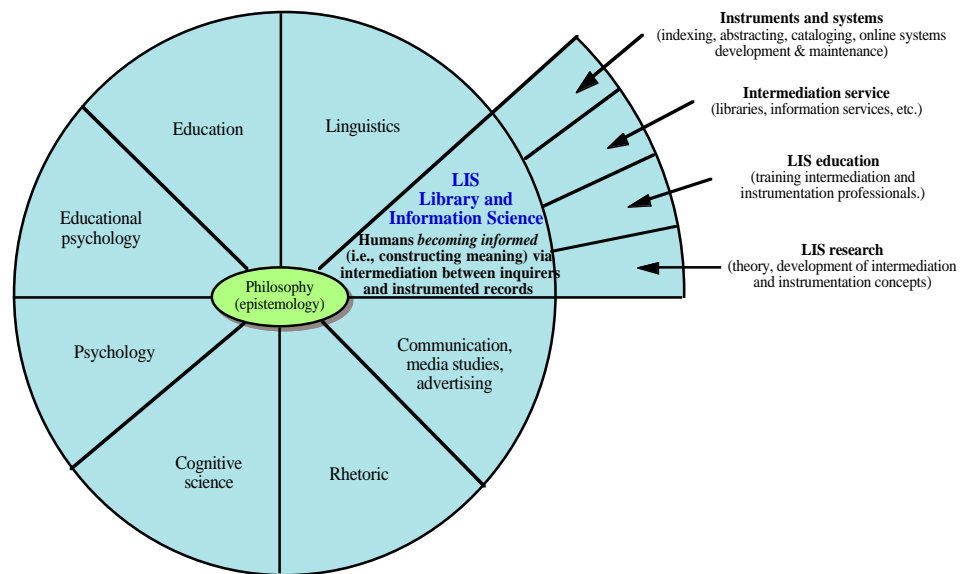 Education
Linguistics
Educational
psychology
LIS
Library and
Information Science
Humans becoming informed
(i.e., constructing meaning) via
intermediation between inquirers
and instrumented records
Philosophy
(epistemology)
Psychology
Communication,
media studies,
advertising
Cognitive
science
Rhetoric
Instruments and systems
(indexing, abstracting, cataloging, online systems
development & maintenance)
Intermediation service
(libraries, information services, etc.)
LIS education
(training intermediation and
instrumentation professionals.)
LIS research
(theory, development of intermediation
and instrumentation concepts)